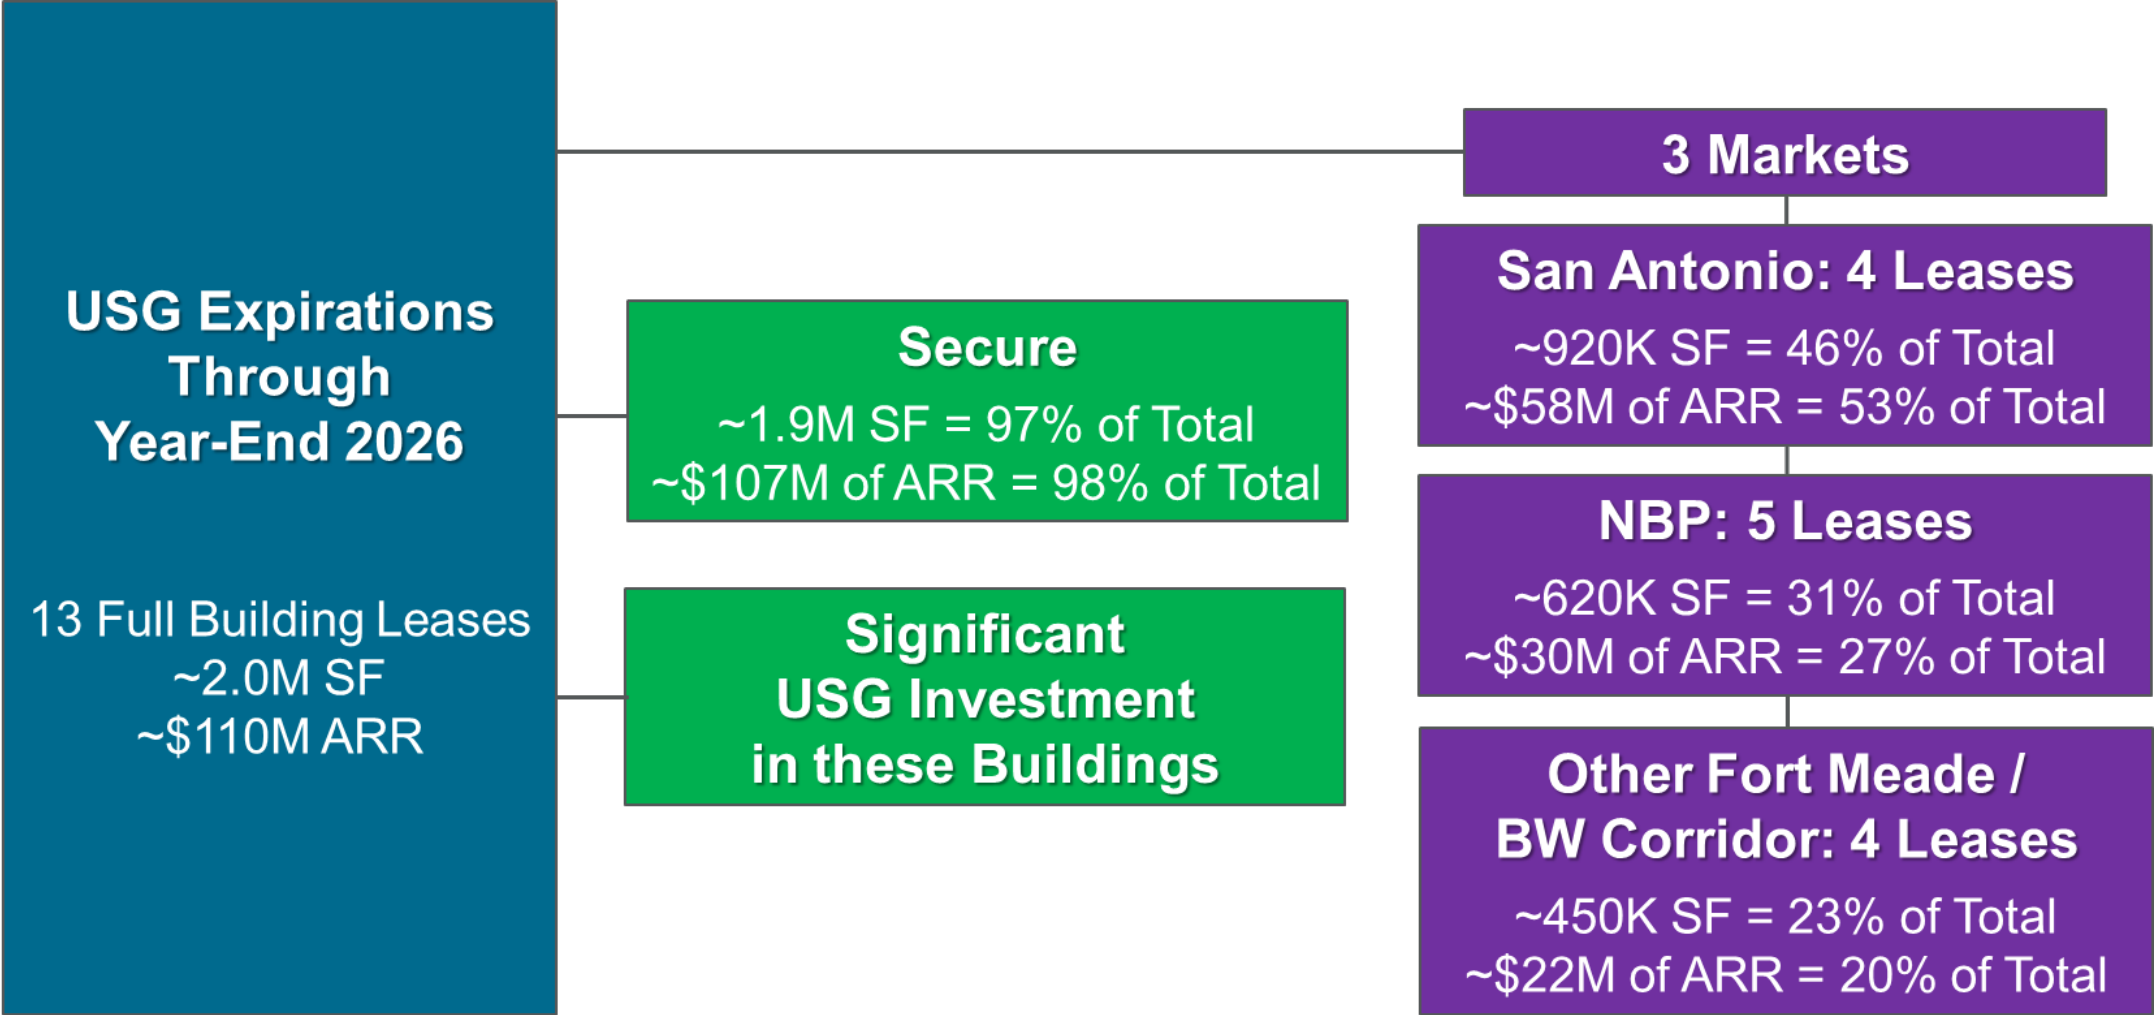 USG Expirations
Through
Year-End 2026
13 Full Building Leases
~2.0M SF
~$110M ARR
Secure
~1.9M SF = 97% of Total
~$107M of ARR = 98% of Total
Significant
USG Investment
in these Buildings
3 Markets
San Antonio: 4 Leases
~920K SF = 46% of Total
~$58M of ARR = 53% of Total
NBP: 5 Leases
~620K SF = 31% of Total
~$30M of ARR = 27% of Total
Other Fort Meade /
BW Corridor: 4 Leases
~450K SF = 23% of Total
~$22M of ARR = 20% of Total